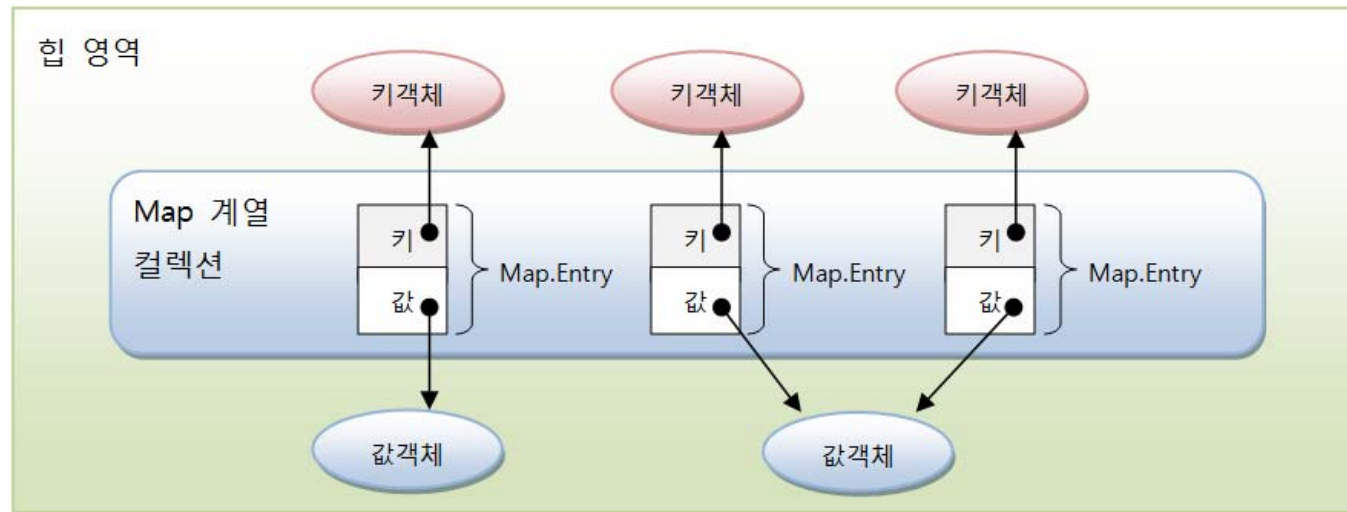 힙 영역
키객체
키객체
키객체
Map 계열
컬렉션
키
값
Map.Entry
키
값
Map.Entry
키
값
Map.Entry
값객체
값객체